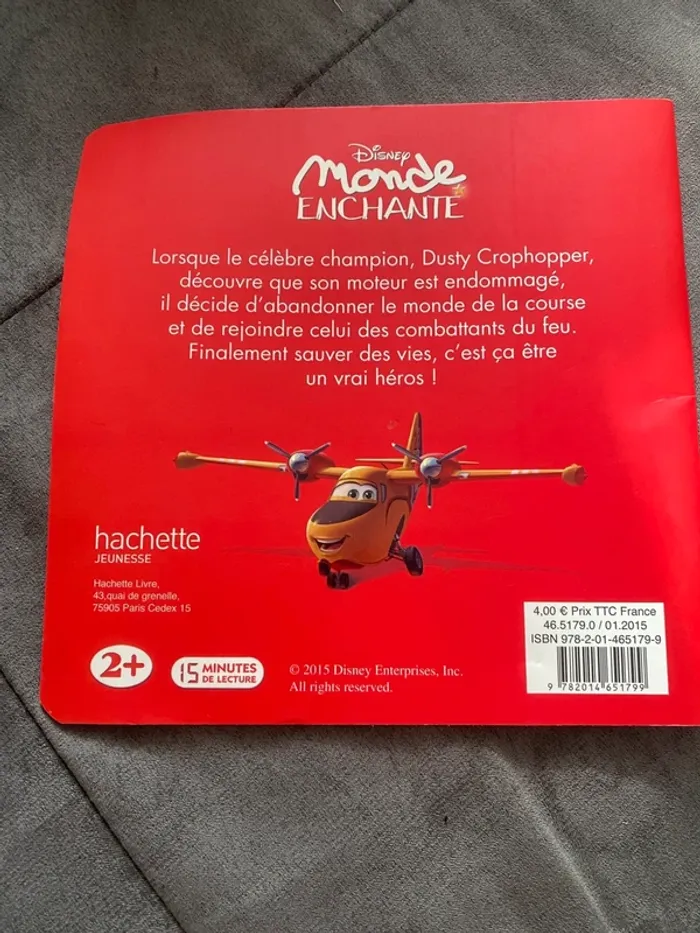 Disney
Monde
ENCHANTÉ
Lorsque le célèbre champion, Dusty Crophopper,
découvre que son moteur est endommagé,
il décide d'abandonner le monde de la course
et de rejoindre celui des combattants du feu.
Finalement sauver des vies, c'est ça être
un vrai héros !
hachette
JEUNESSE
Hachette Livre,
43,quai de grenelle,
75905 Paris Cedex 15
2+
15 MINUTES
DE LECTURE
© 2015 Disney Enterprises, Inc.
All rights reserved.
4,00 € Prix TTC France
46.5179.0 / 01.2015
ISBN 978-2-01-465179-9
9 782014 651799